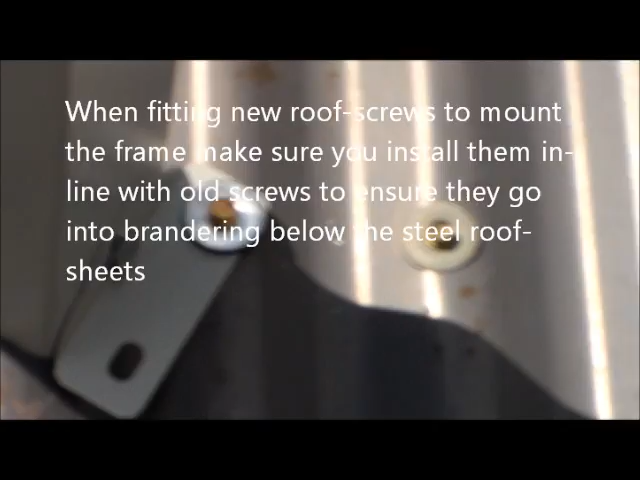 When fitting new roof-screws to mount
the frame make sure you install them in-
line with old screws to ensure they go
into brandering below the steel roof-
sheets